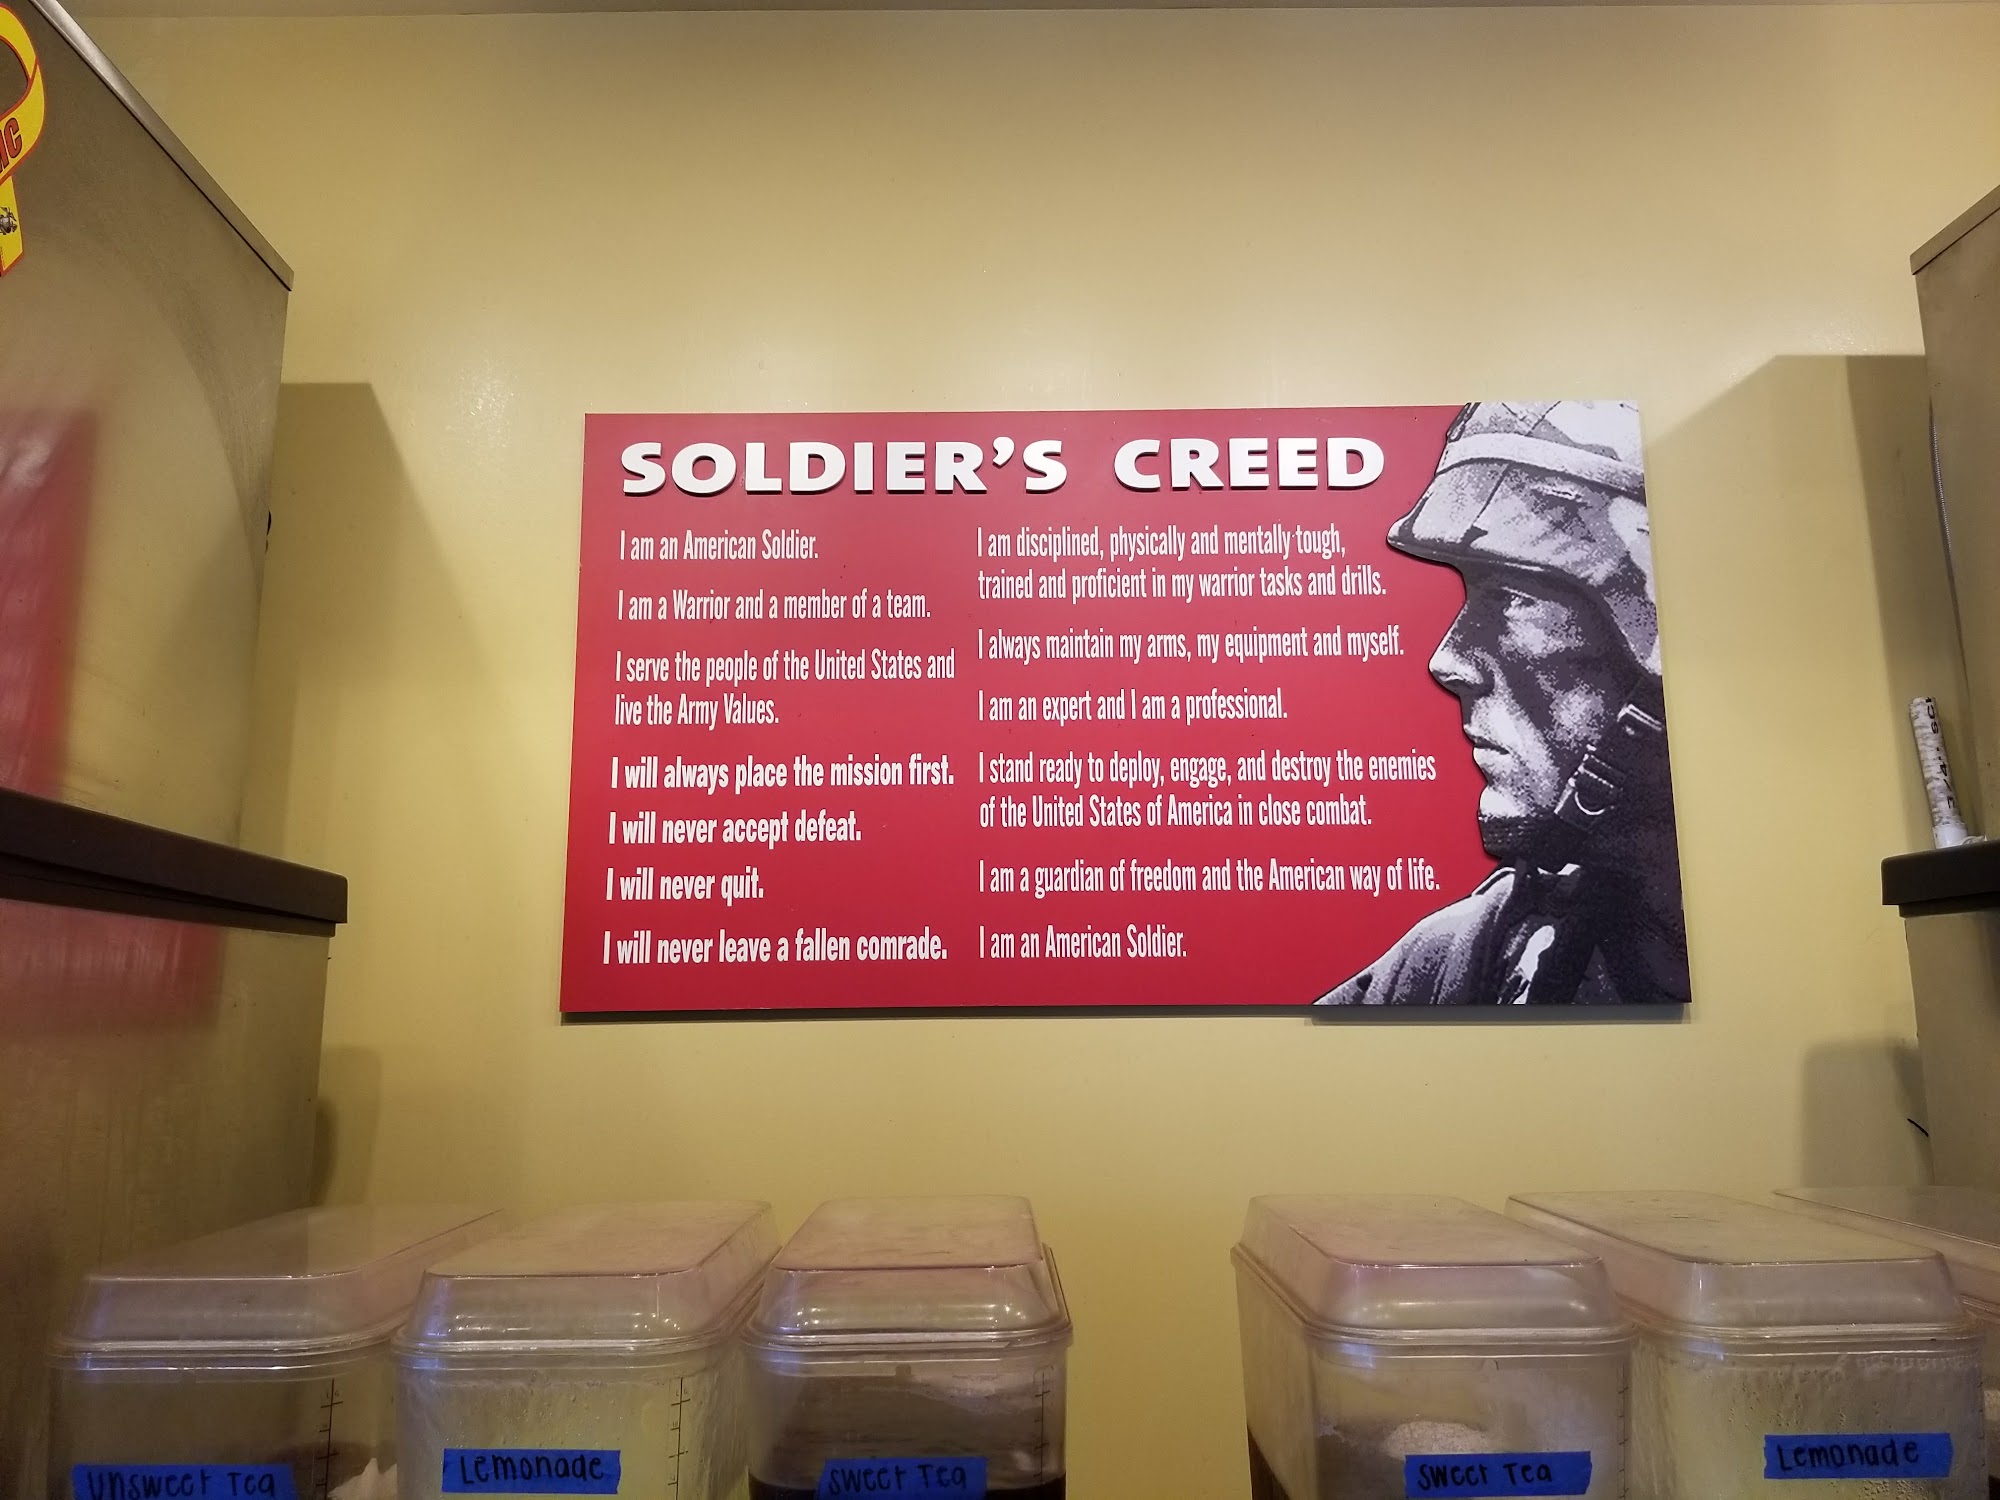 SOLDIER'S CREED
I am an American Soldier.
I am a Warrior and a member of a team.
I serve the people of the United States and
live the Army Values.
I will always place the mission first.
I will never accept defeat.
I will never quit.
I will never leave a fallen comrade.
I am disciplined, physically and mentally tough,
trained and proficient in my warrior tasks and drills.
I always maintain my arms, my equipment and myself.
I am an expert and I am a professional.
I stand ready to deploy, engage, and destroy the enemies
of the United States of America in close combat.
I am a guardian of freedom and the American way of life.
I am an American Soldier.
unsweet Tea
Lemonade
sweet Tea
sweet Tea
Lemonade